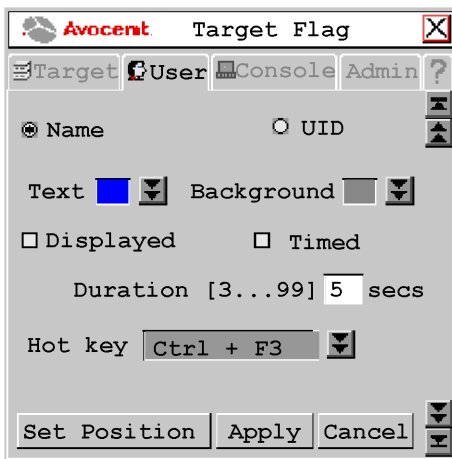 Avocent. Target Flag X
Target User Console Admin ?
Name UID
Text Background
Displayed Timed
Duration [3...99] 5 secs
Hot key Ctrl + F3
Set Position Apply Cancel